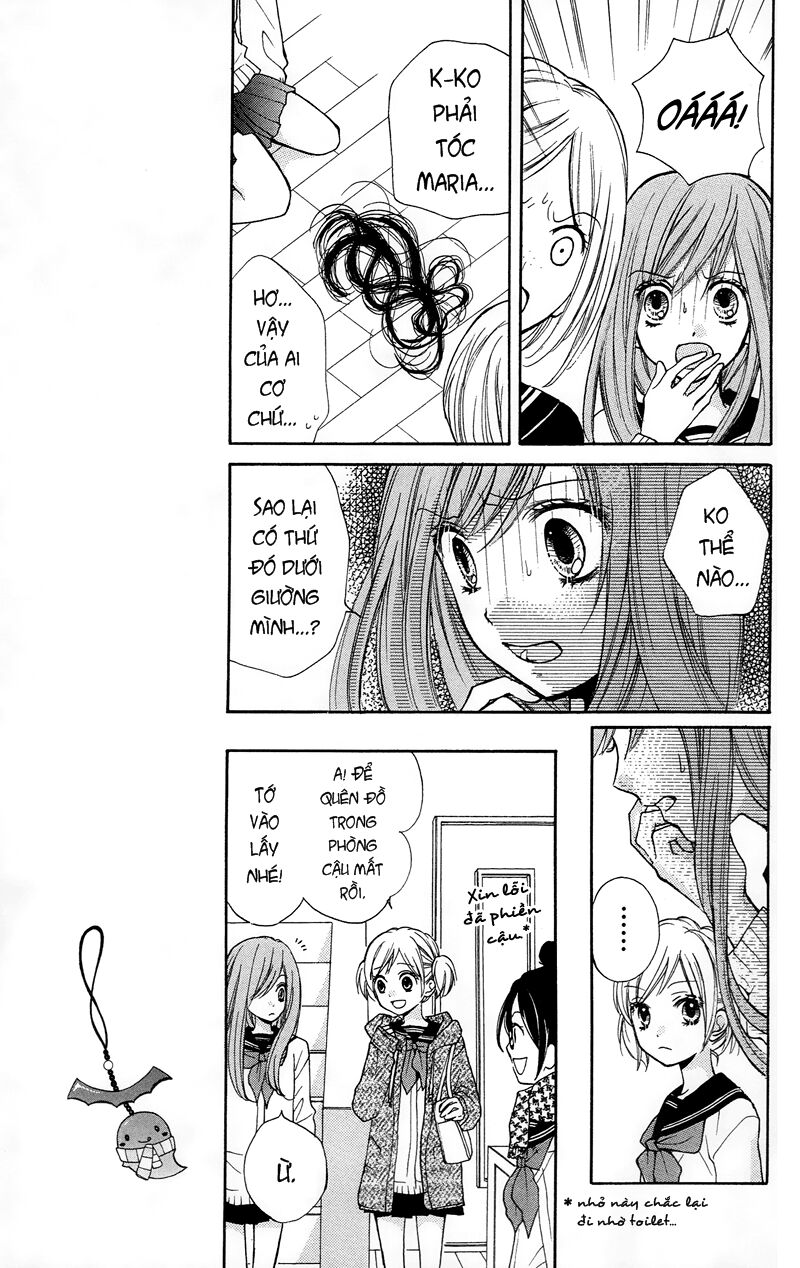 OÁÁÁ!
K-KO
PHẢI
TÓC
MARIA...
HƠ...
VẬY
CỦA AI
CƠ
CHỨ...
KO
THỂ
NÀO...
SAO LẠI
CÓ THỨ
ĐÓ DƯỚI
GIƯỜNG
MÌNH...?
......
* nhỏ này chắc lại
đi nhờ toilet...
Xin lỗi
đã phiền
cậu*
A! ĐỂ
QUÊN ĐỒ
TRONG
PHÒNG
CẬU MẤT
RỒI.
TỚ
VÀO
LẤY
NHÉ!
Ừ.